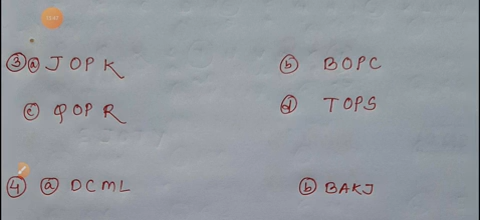 ③ ⓐ JOPK ⓑ BOPC
ⓒ QOPR ⓓ TOPS
④ ⓐ DCML ⓑ BAKJ